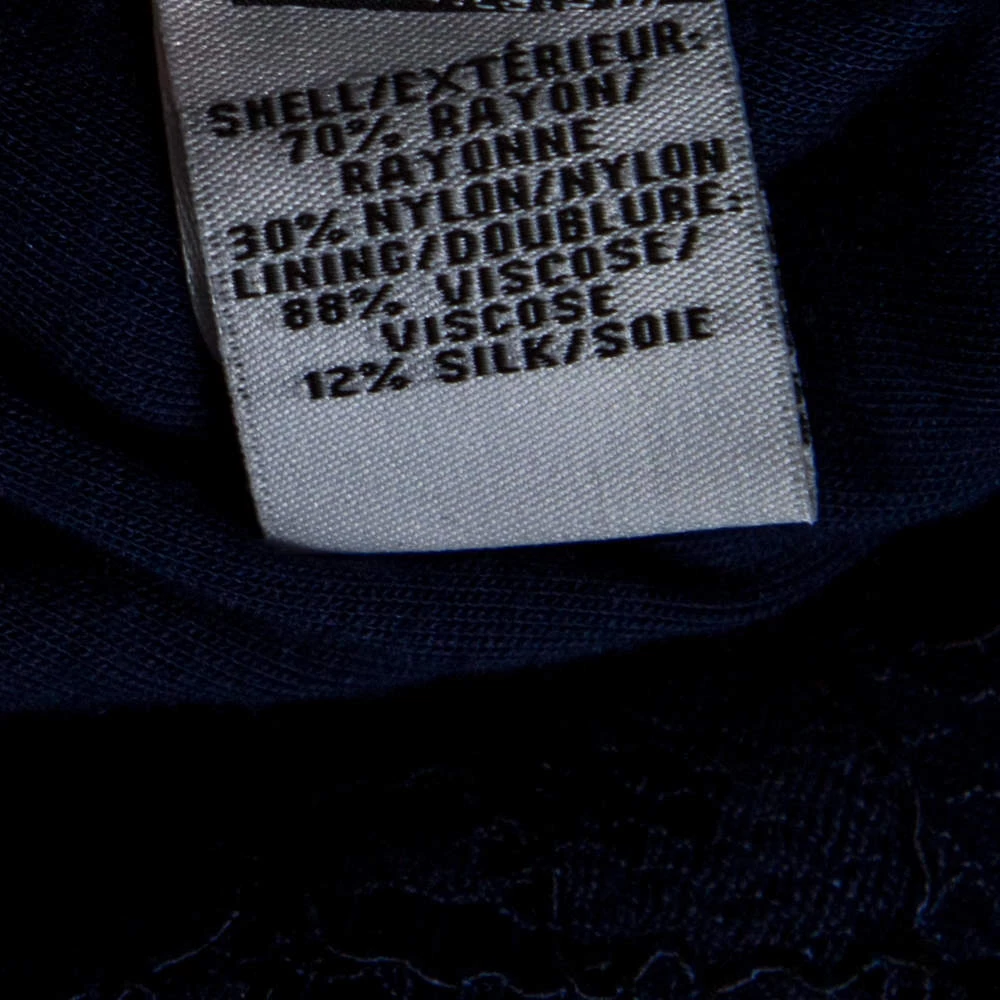 SHELL/EXTÉRIEUR:
70% RAYON/
RAYONNE
30% NYLON/NYLON
LINING/DOUBLURE:
88% VISCOSE/
VISCOSE
12% SILK/SOIE